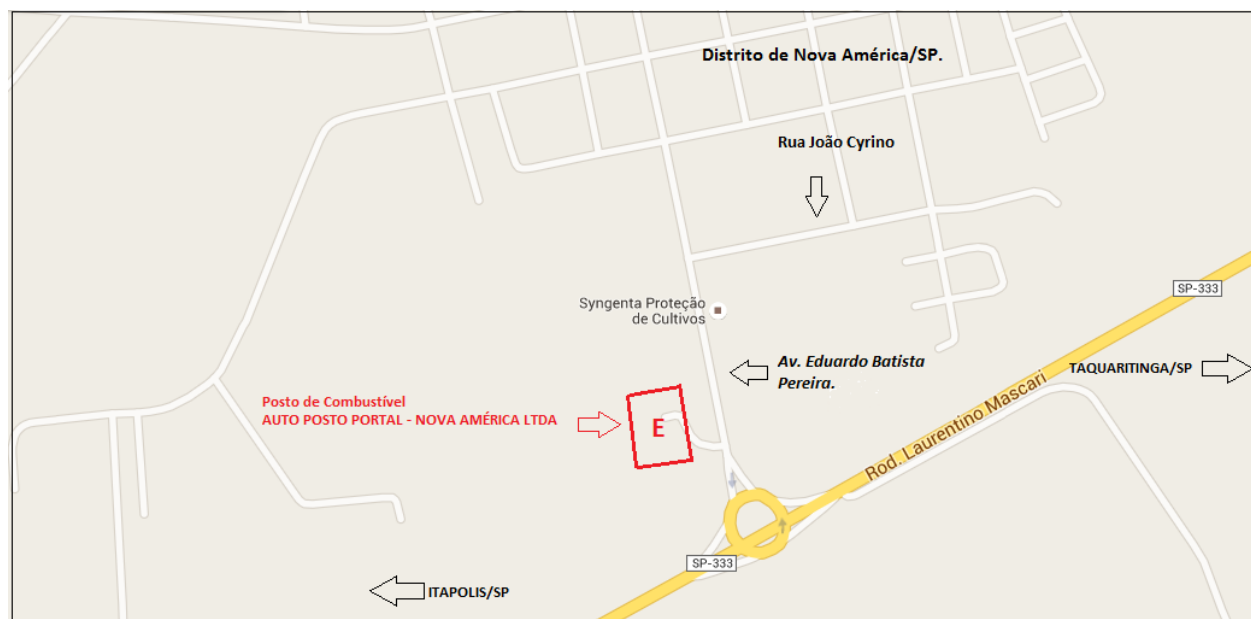 Distrito de Nova América/SP.
Rua João Cyrino
SP-333
Syngenta Proteção
de Cultivos
Av. Eduardo Batista
Pereira.
TAQUARITINGA/SP
Rod. Laurentino Mascari
Posto de Combustível
AUTO POSTO PORTAL - NOVA AMÉRICA LTDA
E
SP-333
ITAPOLIS/SP